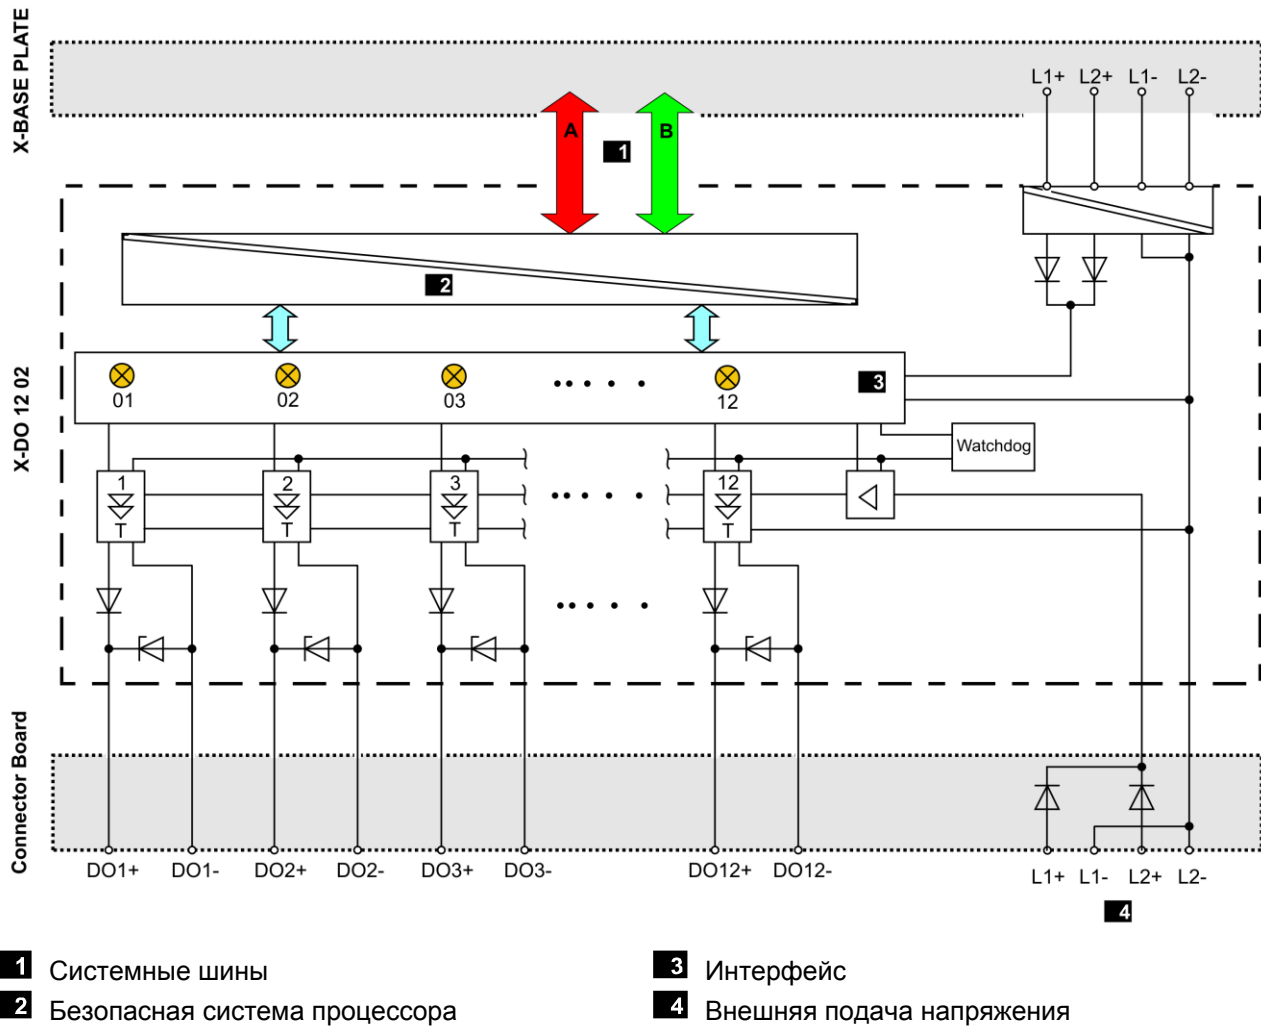 X-BASE PLATE
L1+ L2+ L1- L2-
A B
1
2
X-DO 12 02
01 02 03 12
3
Watchdog
1 2 3 12
T T T T
Connector Board
DO1+ DO1- DO2+ DO2- DO3+ DO3- DO12+ DO12-
L1+ L1- L2+ L2-
4
1 Системные шины
2 Безопасная система процессора
3 Интерфейс
4 Внешняя подача напряжения